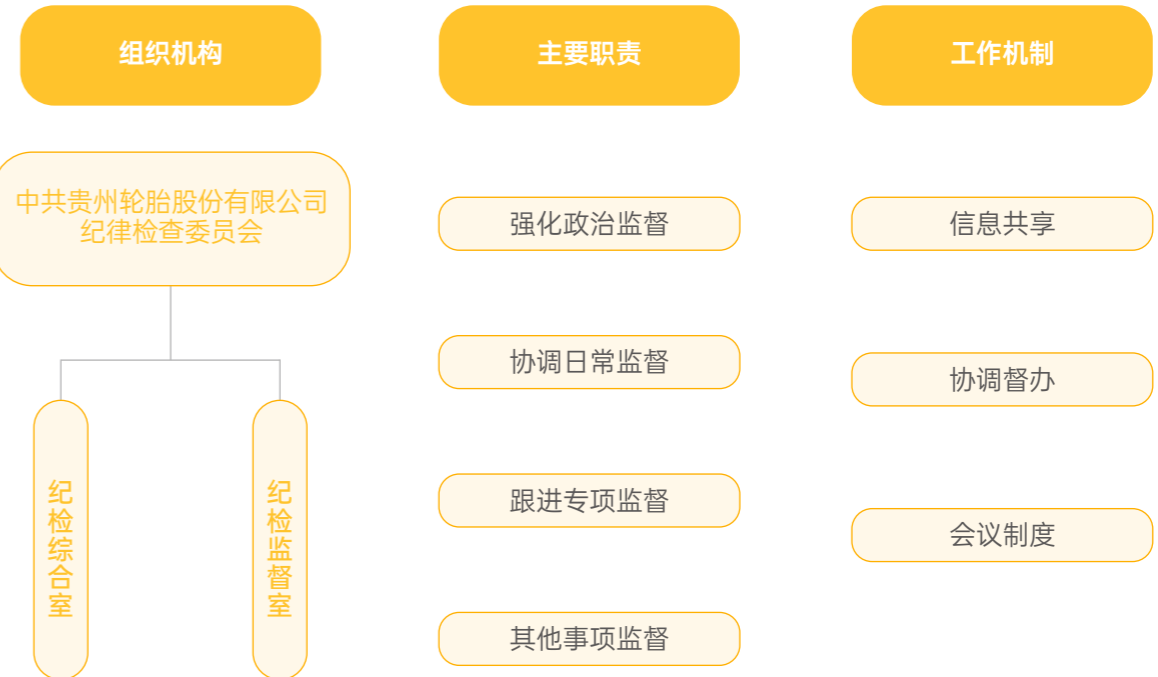 组织机构
中共贵州轮胎股份有限公司
纪律检查委员会
纪检综合室
纪检监督室
主要职责
强化政治监督
协调日常监督
跟进专项监督
其他事项监督
工作机制
信息共享
协调督办
会议制度